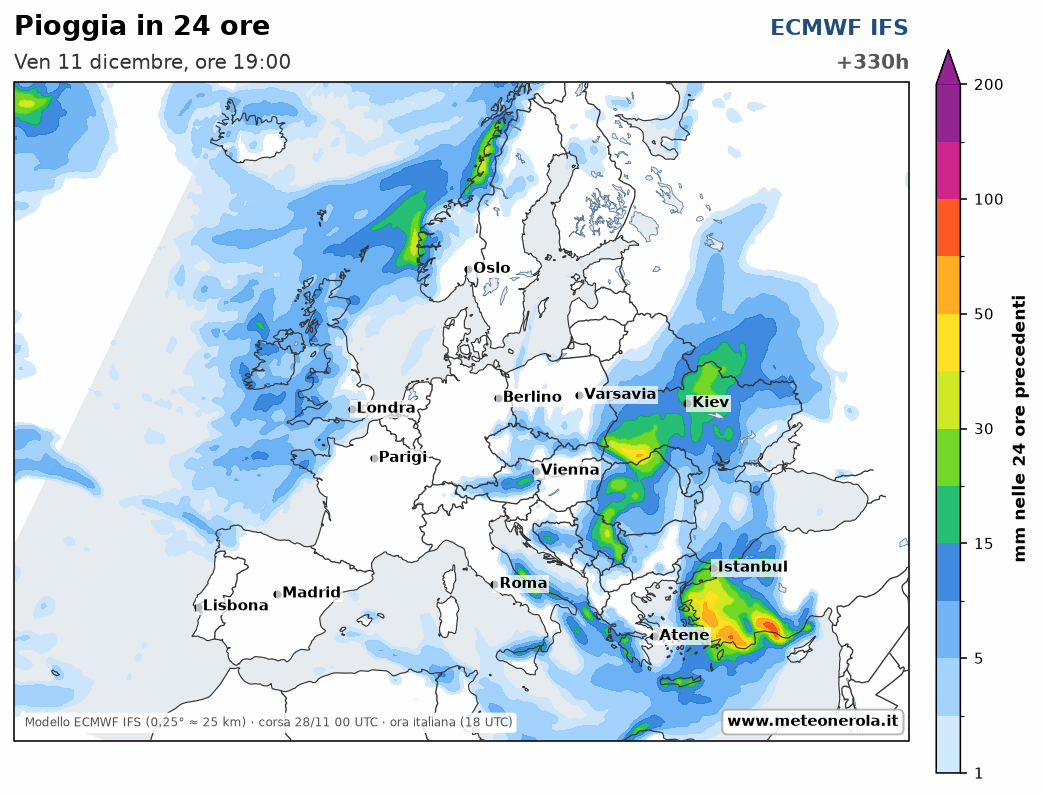 Pioggia in 24 ore
ECMWF IFS
Ven 11 dicembre, ore 19:00
+330h
200
100
50
30
15
5
1
mm nelle 24 ore precedenti
Oslo
Berlino
Varsavia
Kiev
Londra
Parigi
Vienna
Istanbul
Roma
Madrid
Lisbona
Atene
Modello ECMWF IFS (0,25° ≈ 25 km) · corsa 28/11 00 UTC · ora italiana (18 UTC)
www.meteonerola.it